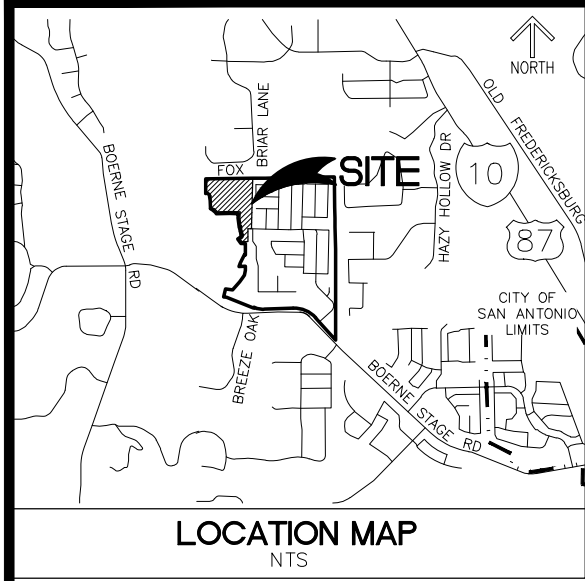 NORTH
OLD FREDERICKSBURG
BRIAR LANE
FOX
SITE
BOERNE STAGE RD
HAZY HOLLOW DR
10
87
CITY OF
SAN ANTONIO
LIMITS
BREEZE OAK
BOERNE STAGE RD
LOCATION MAP
NTS